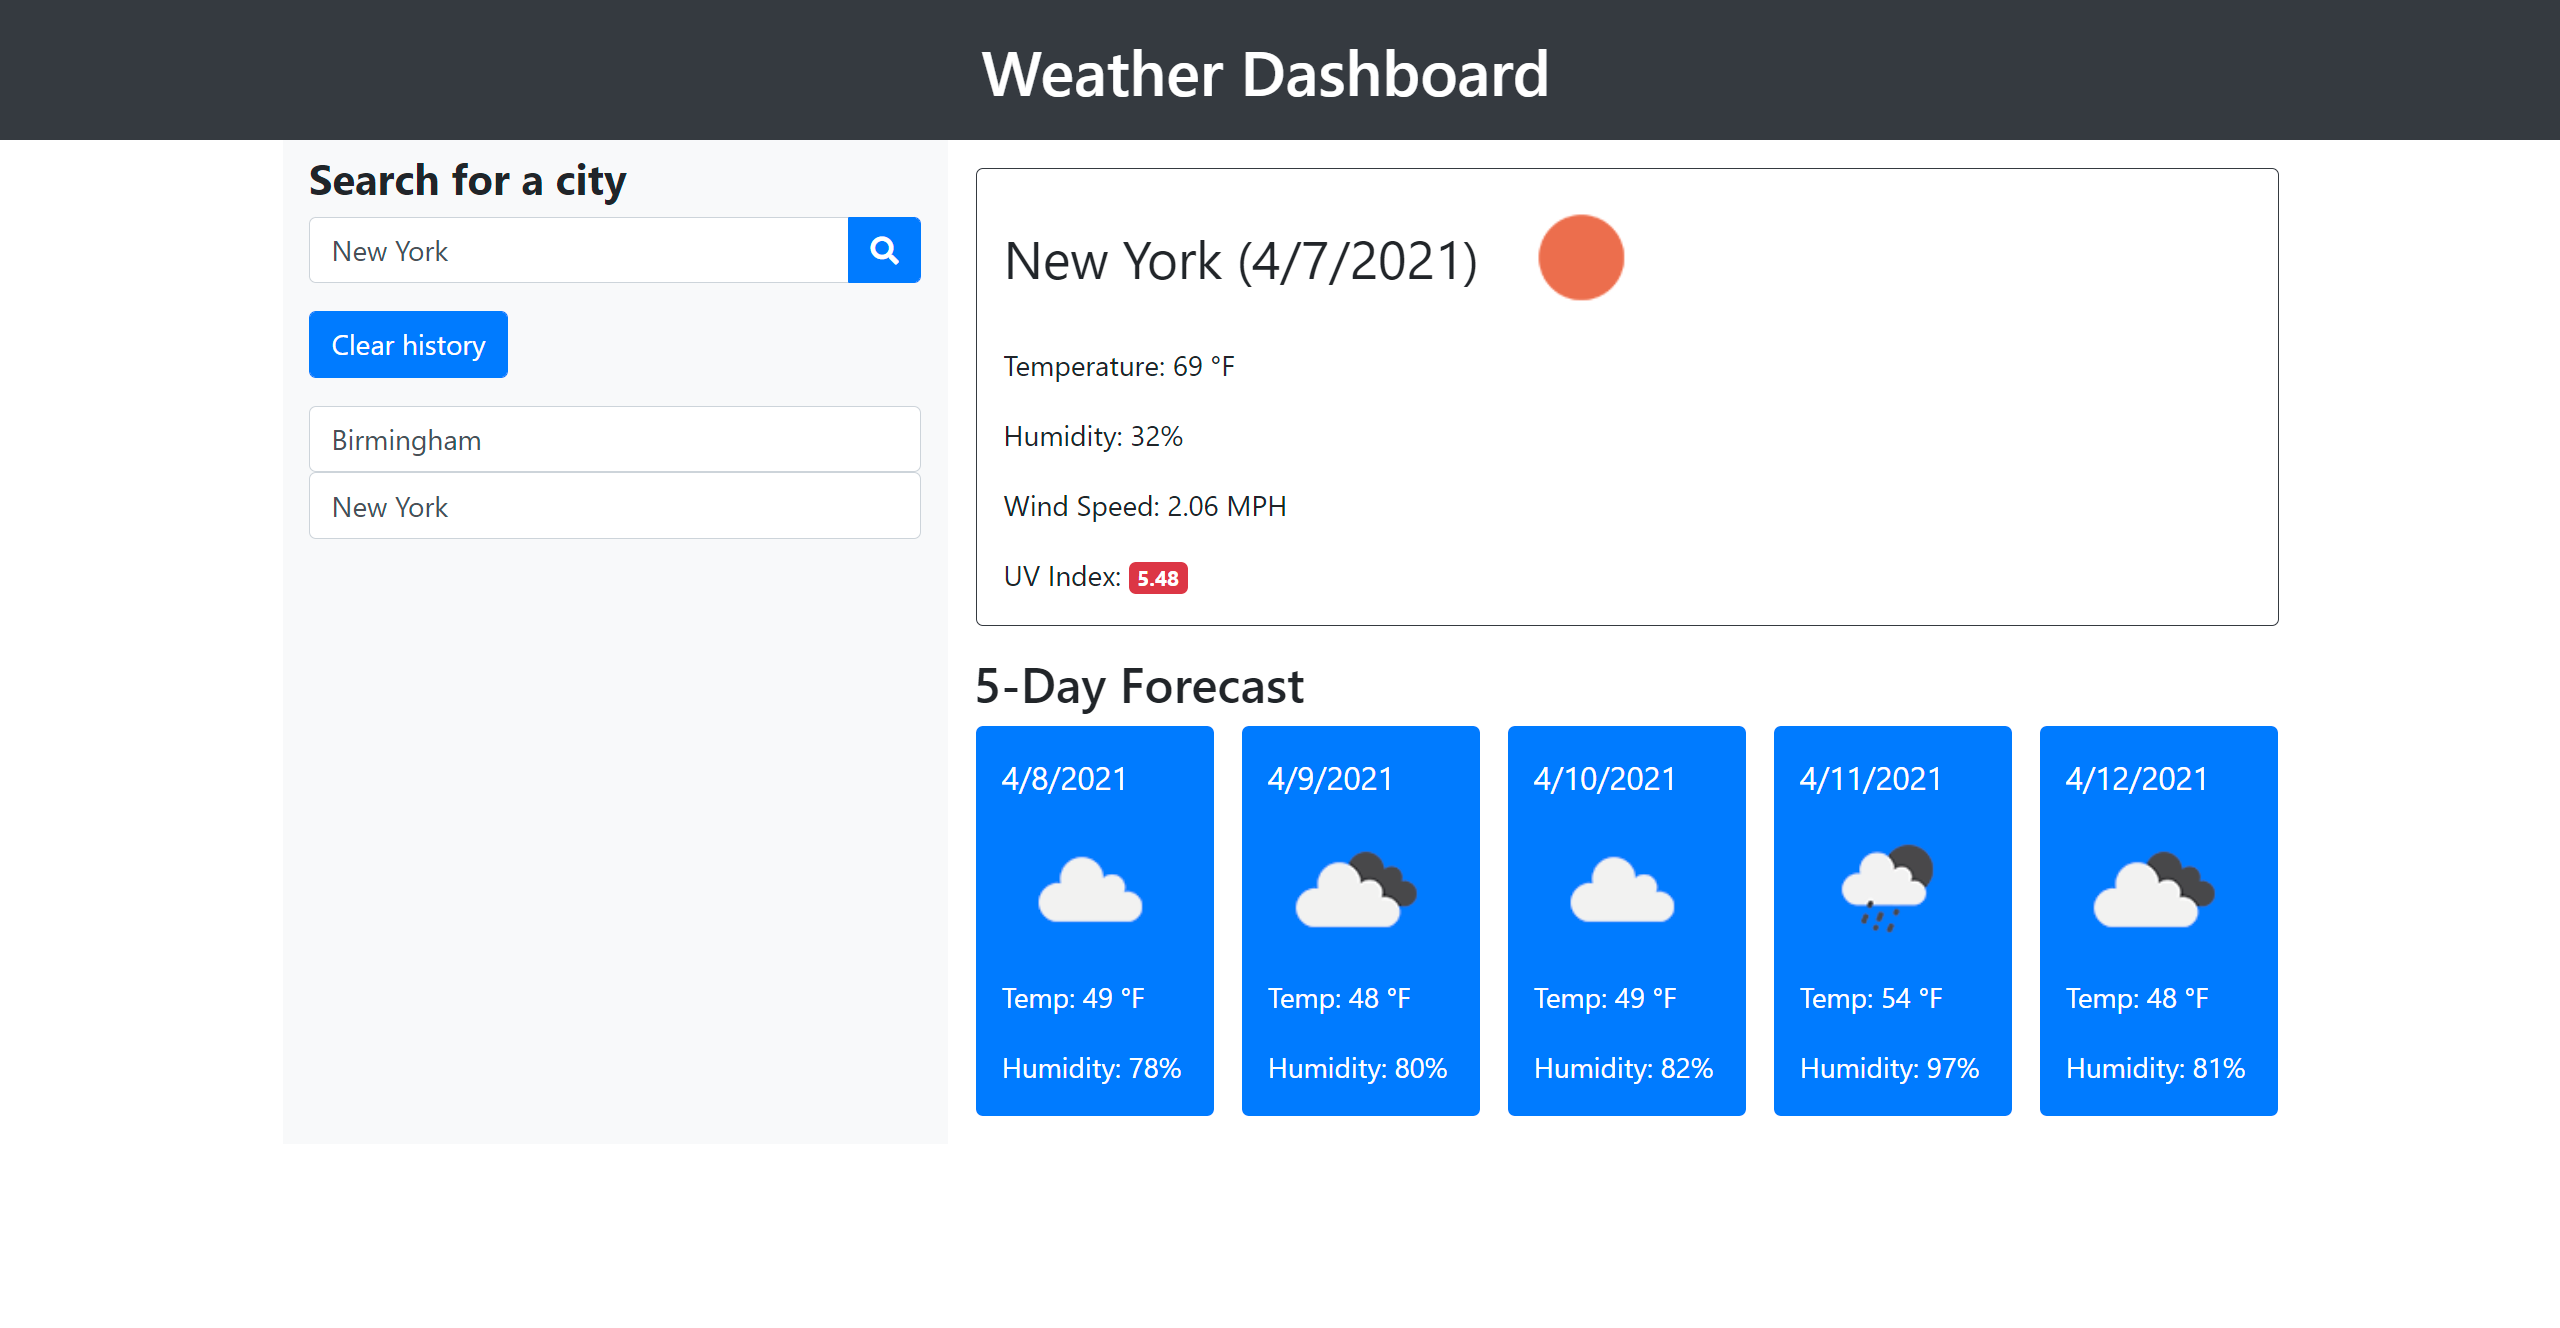 Weather Dashboard
Search for a city
New York
Clear history
Birmingham
New York
New York (4/7/2021)
Temperature: 69 °F
Humidity: 32%
Wind Speed: 2.06 MPH
UV Index: 5.48
5-Day Forecast
4/8/2021
Temp: 49 °F
Humidity: 78%
4/9/2021
Temp: 48 °F
Humidity: 80%
4/10/2021
Temp: 49 °F
Humidity: 82%
4/11/2021
Temp: 54 °F
Humidity: 97%
4/12/2021
Temp: 48 °F
Humidity: 81%